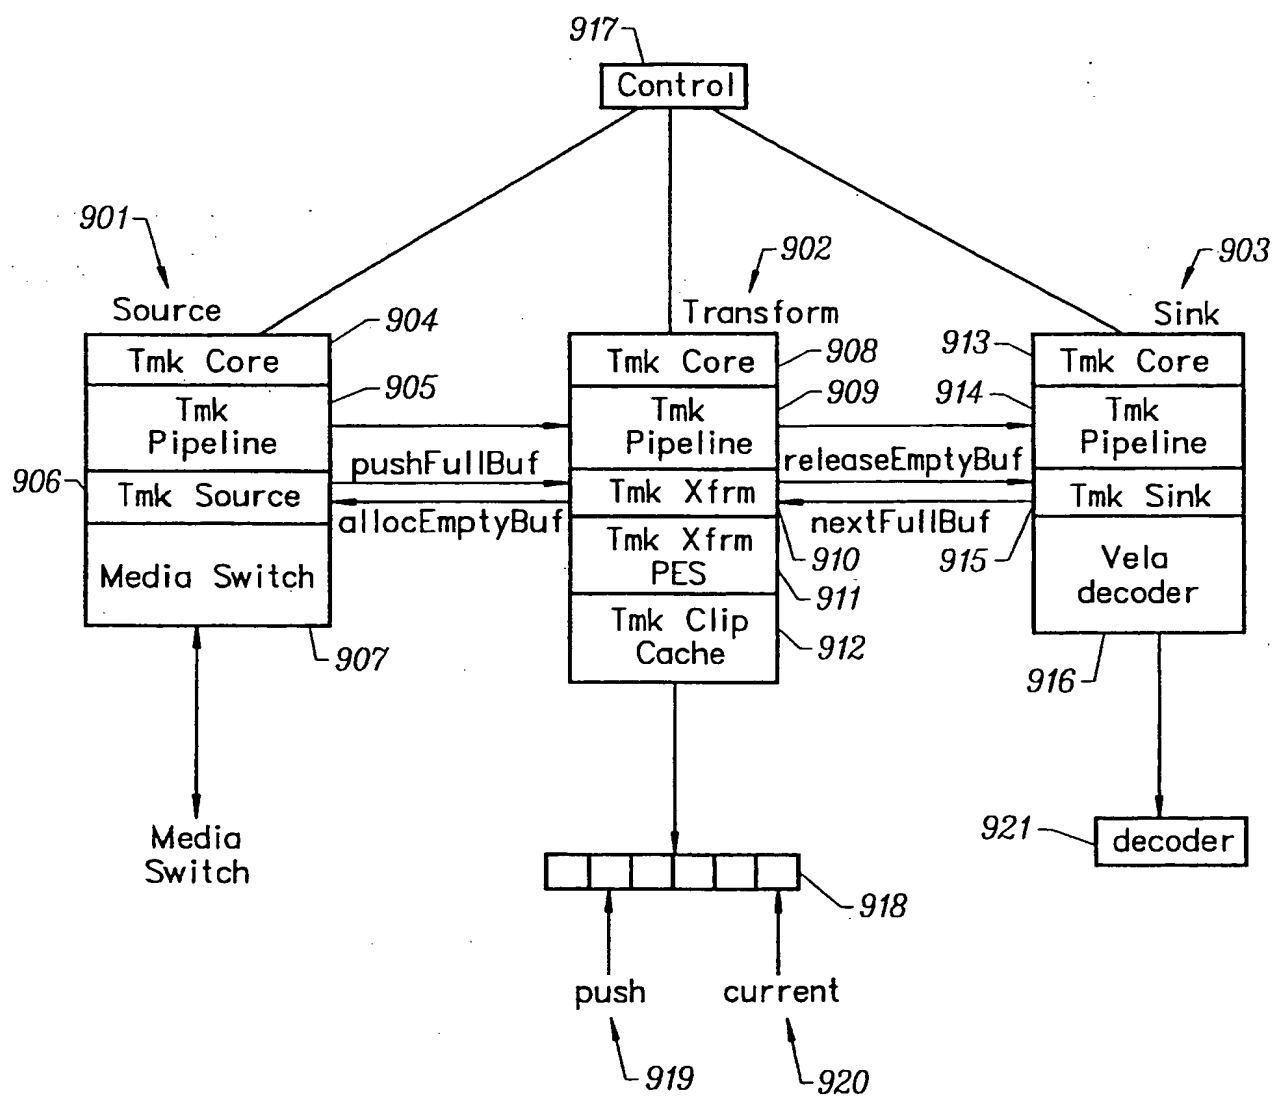 917
Control
901
902
903
Source
Transform
Sink
904
908
913
Tmk Core
Tmk Core
Tmk Core
905
909
914
Tmk
Pipeline
Tmk
Pipeline
Tmk
Pipeline
pushFullBuf
releaseEmptyBuf
906
Tmk Source
Tmk Xfrm
Tmk Sink
allocEmptyBuf
nextFullBuf
910
915
Media Switch
Tmk Xfrm
PES
911
Vela
decoder
Tmk Clip
Cache
912
907
916
Media
Switch
921
decoder
918
push
current
919
920